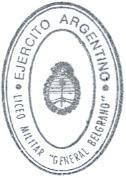 EJERCITO ARGENTINO
LICEO MILITAR "GENERAL BELGRANO"